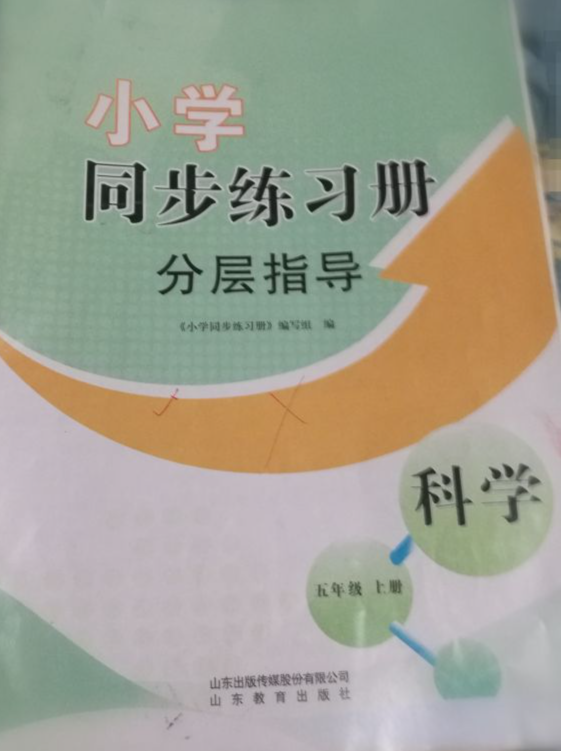 小学
同步练习册
分层指导
《小学同步练习册》编写组 编
科学
五年级 上册
山东出版传媒股份有限公司
山东教育出版社